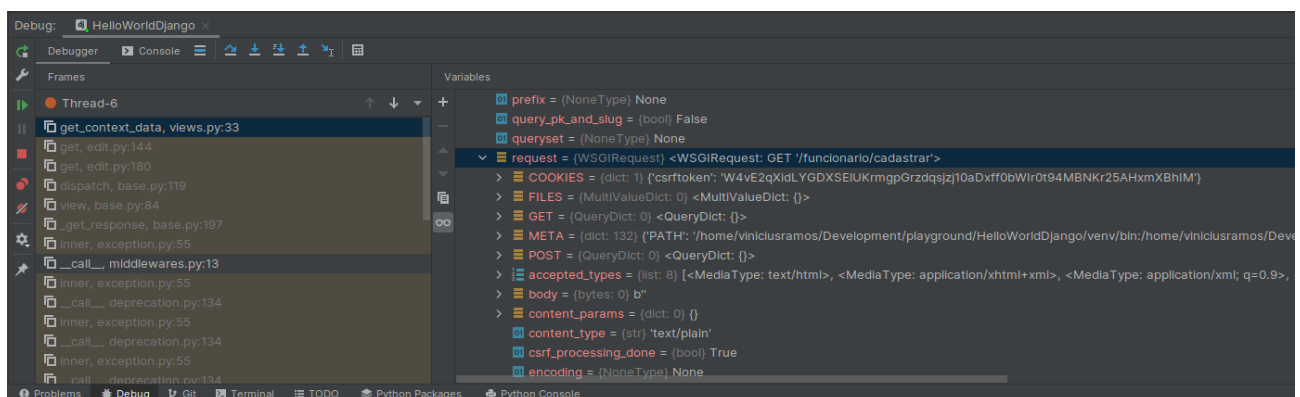 Debug: HelloWorldDjango ×
Debugger Console
Frames
Thread-6
get_context_data, views.py:33
get, edit.py:144
get, edit.py:180
dispatch, base.py:119
view, base.py:84
_get_response, base.py:197
inner, exception.py:55
__call__, middlewares.py:13
inner, exception.py:55
__call__, deprecation.py:134
inner, exception.py:55
__call__, deprecation.py:134
inner, exception.py:55
__call__, deprecation.py:134
Variables
prefix = {NoneType} None
query_pk_and_slug = {bool} False
queryset = {NoneType} None
request = {WSGIRequest} <WSGIRequest: GET '/funcionario/cadastrar'>
COOKIES = {dict: 1}
FILES = {MultiValueDict: 0} <MultiValueDict: {}>
GET = {QueryDict: 0} <QueryDict: {}>
META = {dict: 132} {'PATH': '/home/viniciusramos/Development/playground/HelloWorldDjango/venv/bin:/home/viniciusramos/Deve
POST = {QueryDict: 0} <QueryDict: {}>
accepted_types = {list: 8} [<MediaType: text/html>, <MediaType: application/xhtml+xml>, <MediaType: application/xml; q=0.9>,
body = {bytes: 0} b''
content_params = {dict: 0} {}
content_type = {str} 'text/plain'
csrf_processing_done = {bool} True
encoding = {NoneType} None
Problems Debug Git Terminal TODO Python Packages Python Console